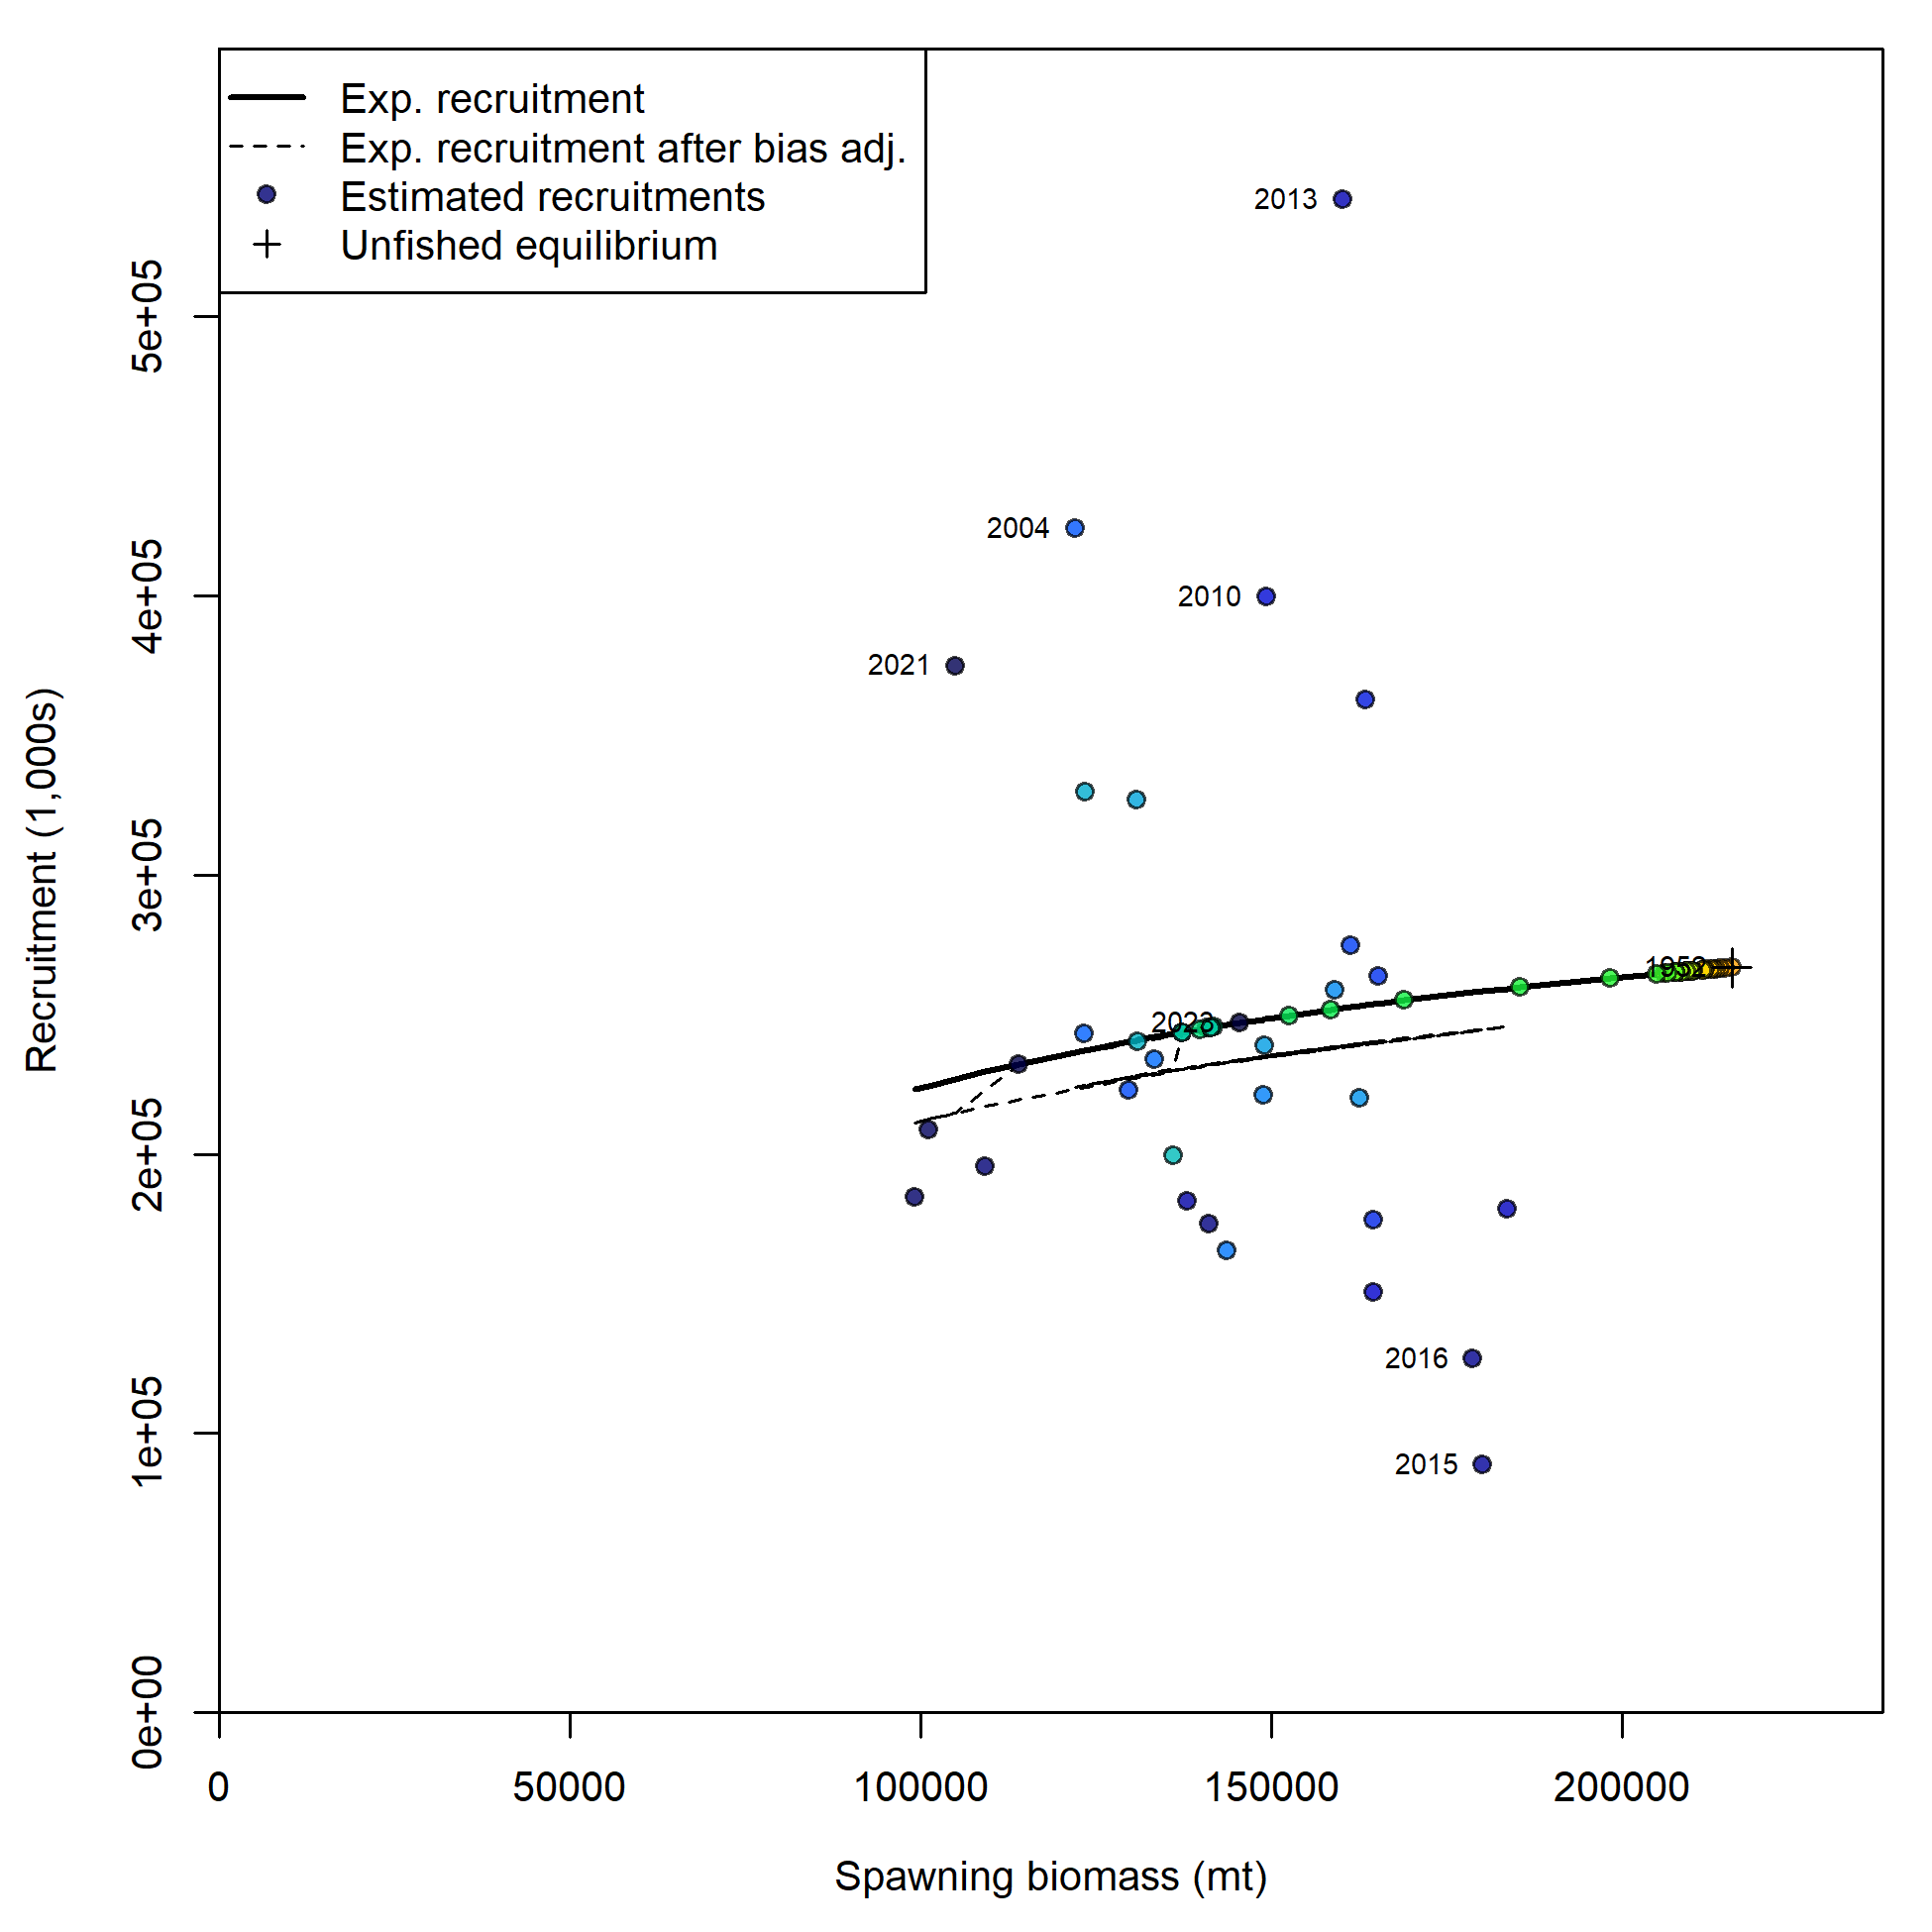 Exp. recruitment
Exp. recruitment after bias adj.
Estimated recruitments
Unfished equilibrium
2013
2004
2010
2021
1952
2023
2016
2015
5e+05
4e+05
3e+05
2e+05
1e+05
0e+00
Recruitment (1,000s)
0 50000 100000 150000 200000
Spawning biomass (mt)